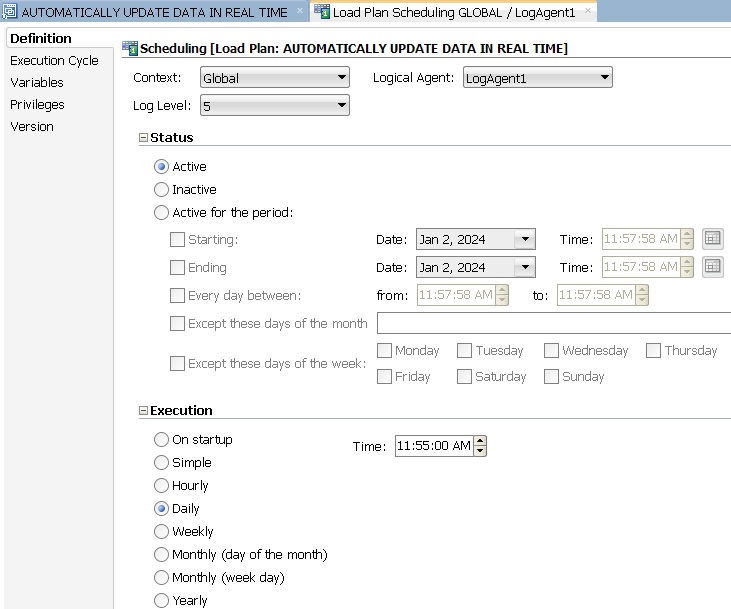 AUTOMATICALLY UPDATE DATA IN REAL TIME × Load Plan Scheduling GLOBAL / LogAgent1 ×
Definition
Execution Cycle
Variables
Privileges
Version
Scheduling [Load Plan: AUTOMATICALLY UPDATE DATA IN REAL TIME]
Context: Global Logical Agent: LogAgent1
Log Level: 5
Status
Active
Inactive
Active for the period:
Starting: Date: Jan 2, 2024 Time: 11:57:58 AM
Ending Date: Jan 2, 2024 Time: 11:57:58 AM
Every day between: from: 11:57:58 AM to: 11:57:58 AM
Except these days of the month
Except these days of the week: Monday Tuesday Wednesday Thursday
Friday Saturday Sunday
Execution
On startup Time: 11:55:00 AM
Simple
Hourly
Daily
Weekly
Monthly (day of the month)
Monthly (week day)
Yearly